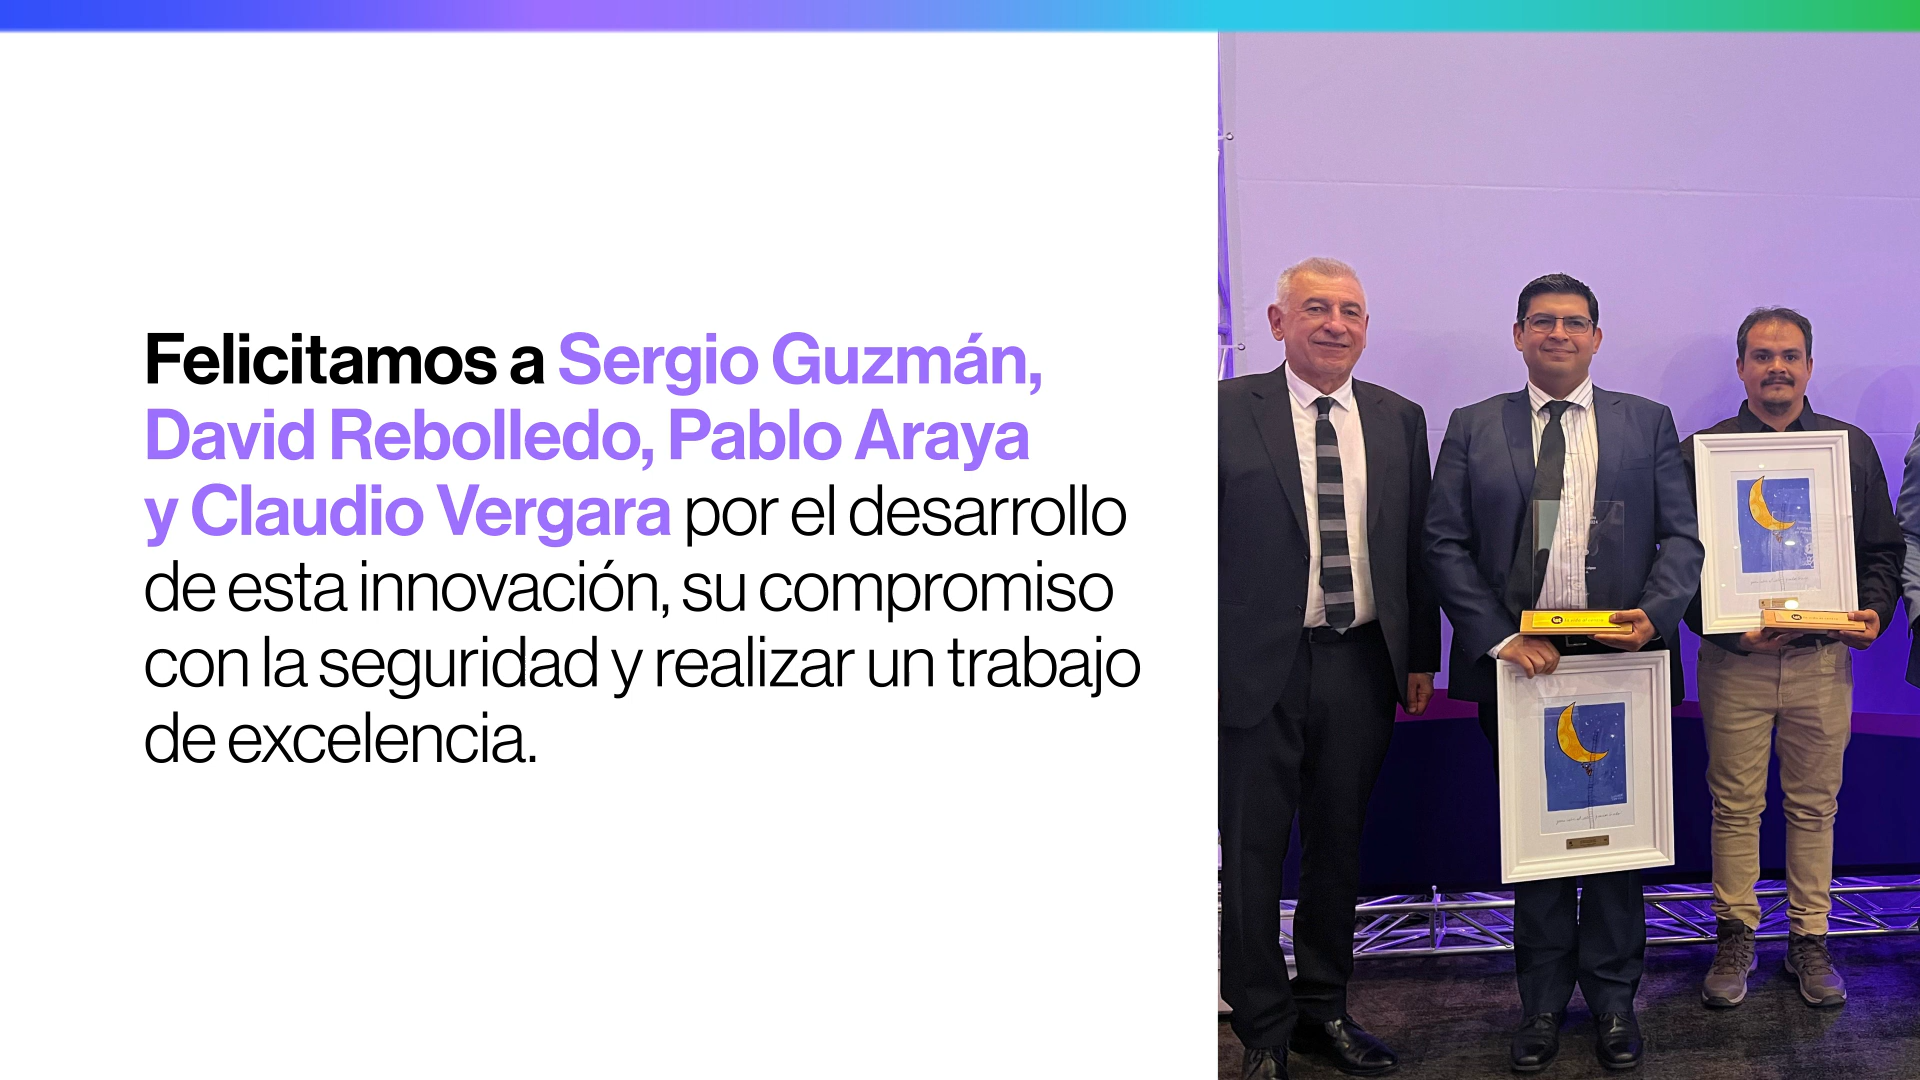 Felicitamos a Sergio Guzmán,
David Rebolledo, Pablo Araya
y Claudio Vergara por el desarrollo
de esta innovación, su compromiso
con la seguridad y realizar un trabajo
de excelencia.